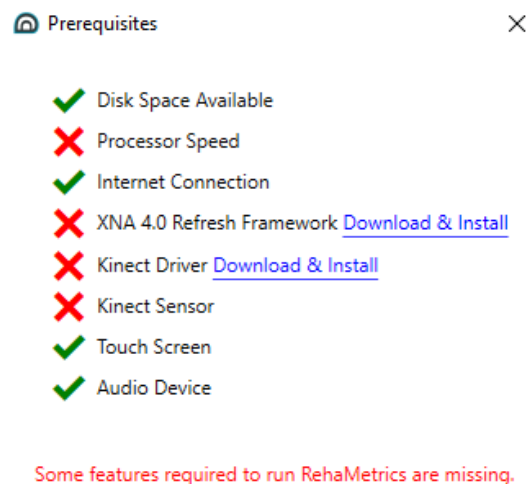 Prerequisites
Disk Space Available
Processor Speed
Internet Connection
XNA 4.0 Refresh Framework Download & Install
Kinect Driver Download & Install
Kinect Sensor
Touch Screen
Audio Device
Some features required to run RehaMetrics are missing.